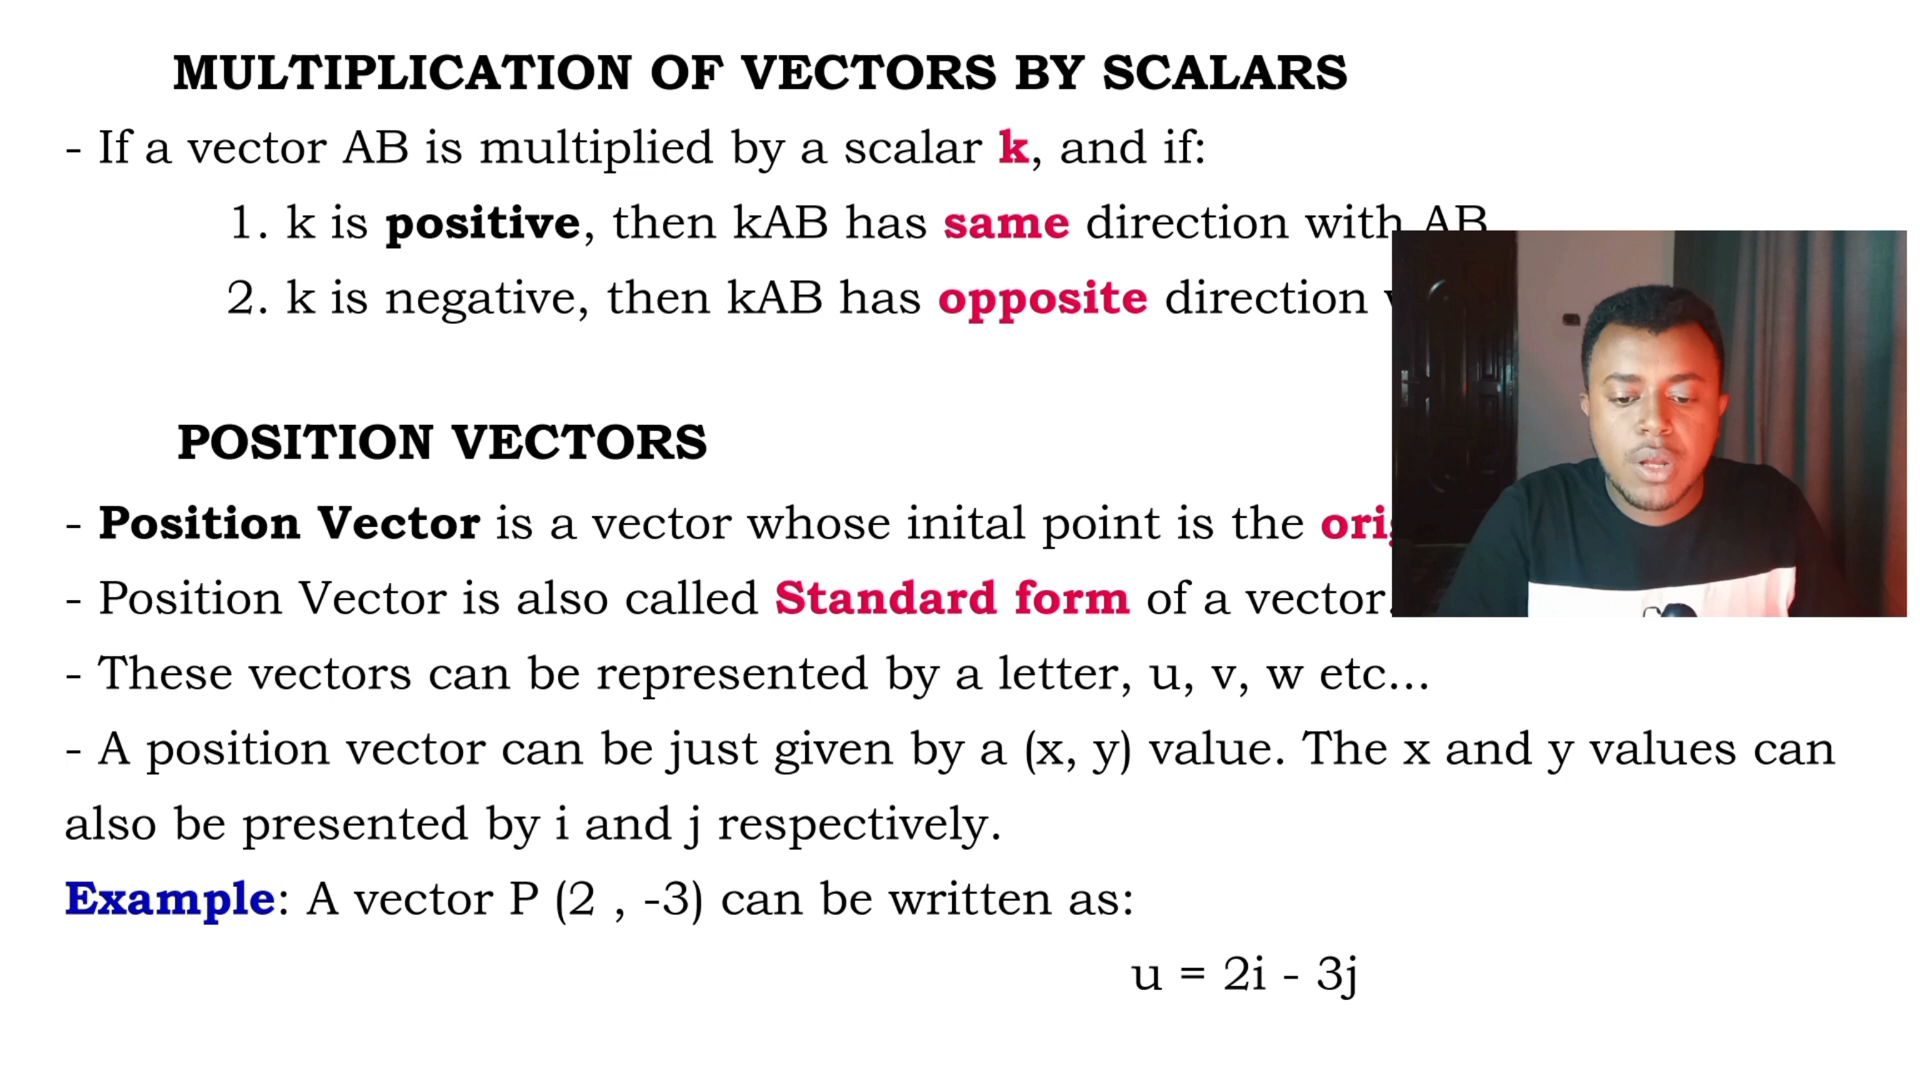 MULTIPLICATION OF VECTORS BY SCALARS
- If a vector AB is multiplied by a scalar k, and if:
1. k is positive, then kAB has same direction with AB
2. k is negative, then kAB has opposite direction
POSITION VECTORS
- Position Vector is a vector whose inital point is the
- Position Vector is also called Standard form of a vector.
- These vectors can be represented by a letter, u, v, w etc...
- A position vector can be just given by a (x, y) value. The x and y values can
also be presented by i and j respectively.
Example: A vector P (2 , -3) can be written as:
u = 2i - 3j